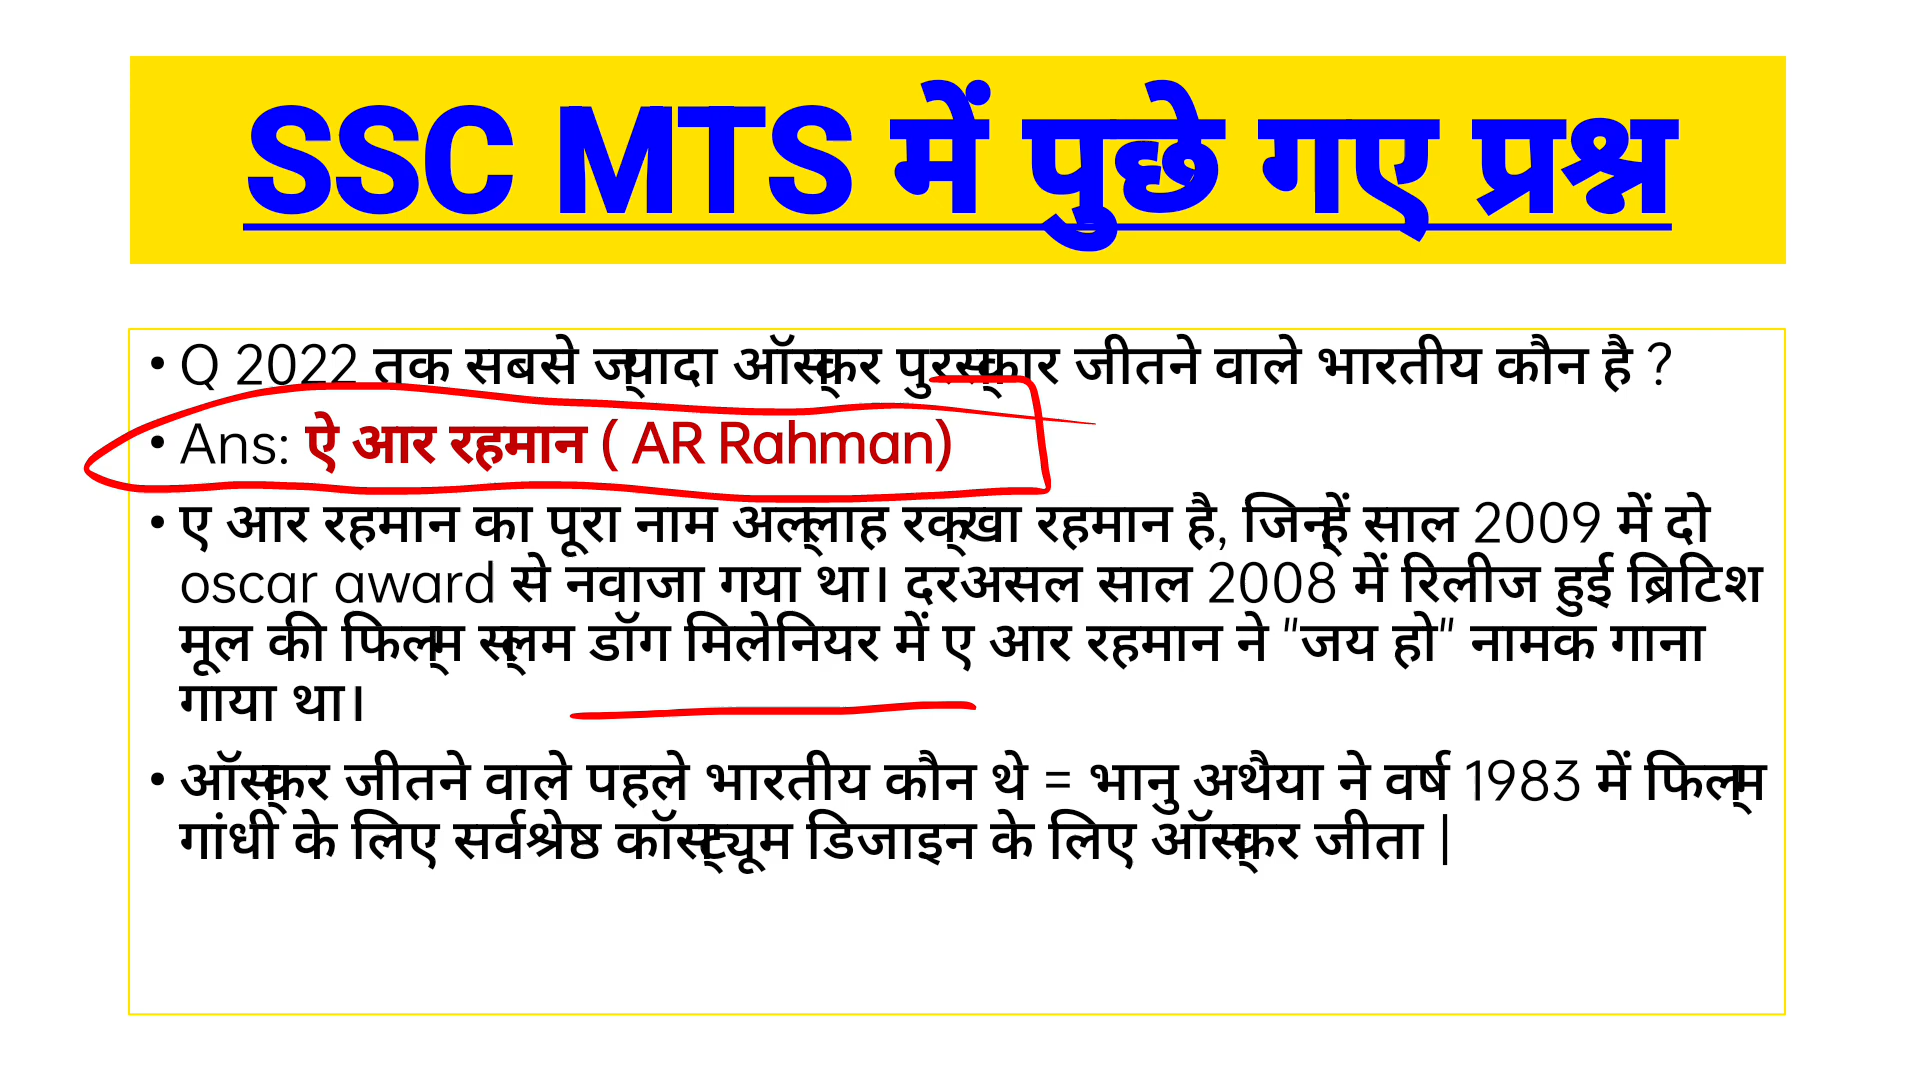 SSC MTS में पुछे गए प्रश्न
• Q 2022 तक सबसे ज्यादा ऑस्कर पुरस्कार जीतने वाले भारतीय कौन है ?
• Ans: ऐ आर रहमान ( AR Rahman)
• ए आर रहमान का पूरा नाम अल्लाह रक्खा रहमान है, जिन्हें साल 2009 में दो
oscar award से नवाजा गया था। दरअसल साल 2008 में रिलीज हुई ब्रिटिश
मूल की फिल्म स्लम डॉग मिलेनियर में ए आर रहमान ने "जय हो" नामक गाना
गाया था।
• ऑस्कर जीतने वाले पहले भारतीय कौन थे = भानु अथैया ने वर्ष 1983 में फिल्म
गांधी के लिए सर्वश्रेष्ठ कॉस्ट्यूम डिजाइन के लिए ऑस्कर जीता |